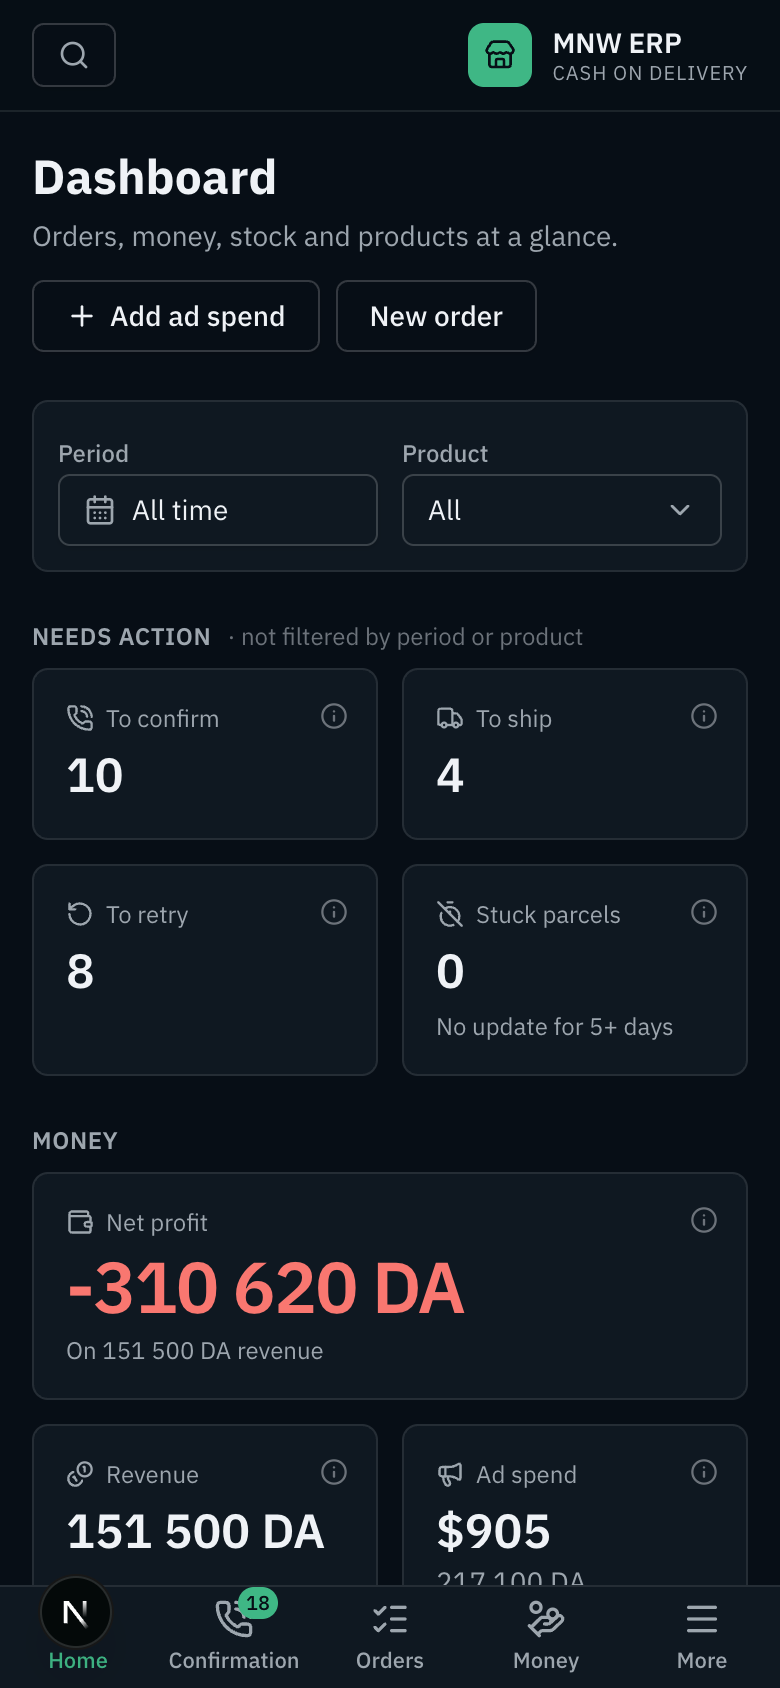 MNW ERP
CASH ON DELIVERY
Dashboard
Orders, money, stock and products at a glance.
Add ad spend
New order
Period
Product
All time
All
NEEDS ACTION · not filtered by period or product
To confirm
10
To ship
4
To retry
8
Stuck parcels
0
No update for 5+ days
MONEY
Net profit
-310 620 DA
On 151 500 DA revenue
Revenue
151 500 DA
Ad spend
$905
217 100 DA
N
18
Home
Confirmation
Orders
Money
More